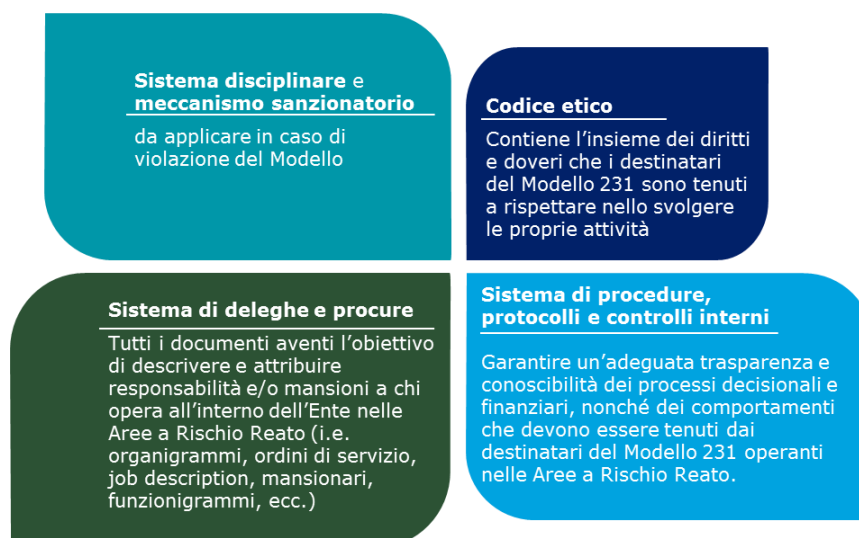 Sistema disciplinare e
meccanismo sanzionatorio
da applicare in caso di
violazione del Modello
Codice etico
Contiene l’insieme dei diritti
e doveri che i destinatari
del Modello 231 sono tenuti
a rispettare nello svolgere
le proprie attività
Sistema di deleghe e procure
Tutti i documenti aventi l’obiettivo
di descrivere e attribuire
responsabilità e/o mansioni a chi
opera all’interno dell’Ente nelle
Aree a Rischio Reato (i.e.
organigrammi, ordini di servizio,
job description, mansionari,
funzionigrammi, ecc.)
Sistema di procedure,
protocolli e controlli interni
Garantire un’adeguata trasparenza e
conoscibilità dei processi decisionali e
finanziari, nonché dei comportamenti
che devono essere tenuti dai
destinatari del Modello 231 operanti
nelle Aree a Rischio Reato.